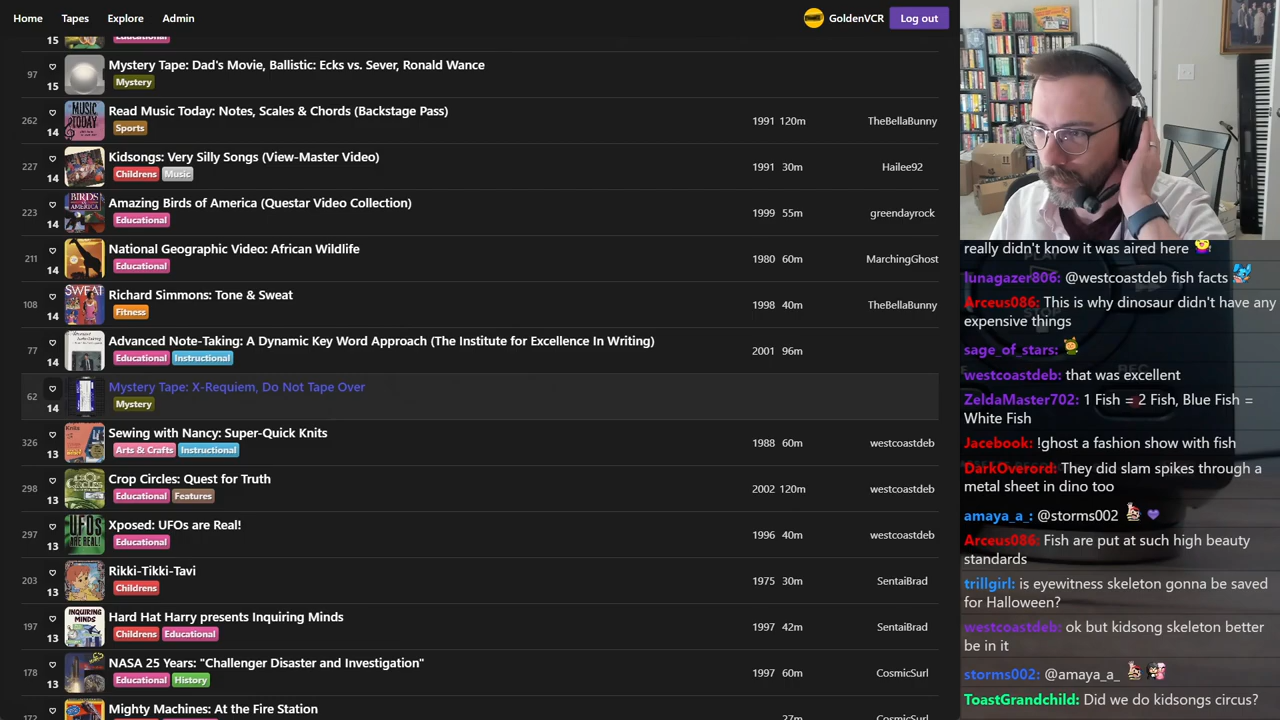 Home Tapes Explore Admin GoldenVCR Log out
15 Educational
97 Mystery Tape: Dad's Movie, Ballistic: Ecks vs. Sever, Ronald Wance
15 Mystery
262 Read Music Today: Notes, Scales & Chords (Backstage Pass) 1991 120m TheBellaBunny
14 Sports
227 Kidsongs: Very Silly Songs (View-Master Video) 1991 30m Hailee92
14 Childrens Music
223 Amazing Birds of America (Questar Video Collection) 1999 55m greendayrock
14 Educational
211 National Geographic Video: African Wildlife 1980 60m MarchingGhost
14 Educational
108 Richard Simmons: Tone & Sweat 1998 40m TheBellaBunny
14 Fitness
77 Advanced Note-Taking: A Dynamic Key Word Approach (The Institute for Excellence In Writing) 2001 96m
14 Educational Instructional
62 Mystery Tape: X-Requiem, Do Not Tape Over
14 Mystery
326 Sewing with Nancy: Super-Quick Knits 1988 60m westcoastdeb
13 Arts & Crafts Instructional
298 Crop Circles: Quest for Truth 2002 120m westcoastdeb
13 Educational Features
297 Xposed: UFOs are Real! 1996 48m westcoastdeb
13 Educational
203 Rikki-Tikki-Tavi 1975 30m SentaiBrad
13 Childrens
197 Hard Hat Harry presents Inquiring Minds 1997 42m SentaiBrad
13 Childrens Educational
178 NASA 25 Years: "Challenger Disaster and Investigation" 1987 60m CosmicSurl
13 Educational History
172 Mighty Machines: At the Fire Station 27m CosmicSurl
really didn't know it was aired here
lunagazer806: @westcoastdeb fish facts
Arceus086: This is why dinosaur didn't have any
expensive things
sage_of_stars:
westcoastdeb: that was excellent
ZeldaMaster702: 1 Fish = 2 Fish, Blue Fish =
White Fish
Jacebook: !ghost a fashion show with fish
DarkOverord: They did slam spikes through a
metal sheet in dino too
amaya_a_: @storms002
Arceus086: Fish are put at such high beauty
standards
trillgirl: is eyewitness skeleton gonna be saved
for Halloween?
westcoastdeb: ok but kidsong skeleton better
be in it
storms002: @amaya_a_
ToastGrandchild: Did we do kidsongs circus?